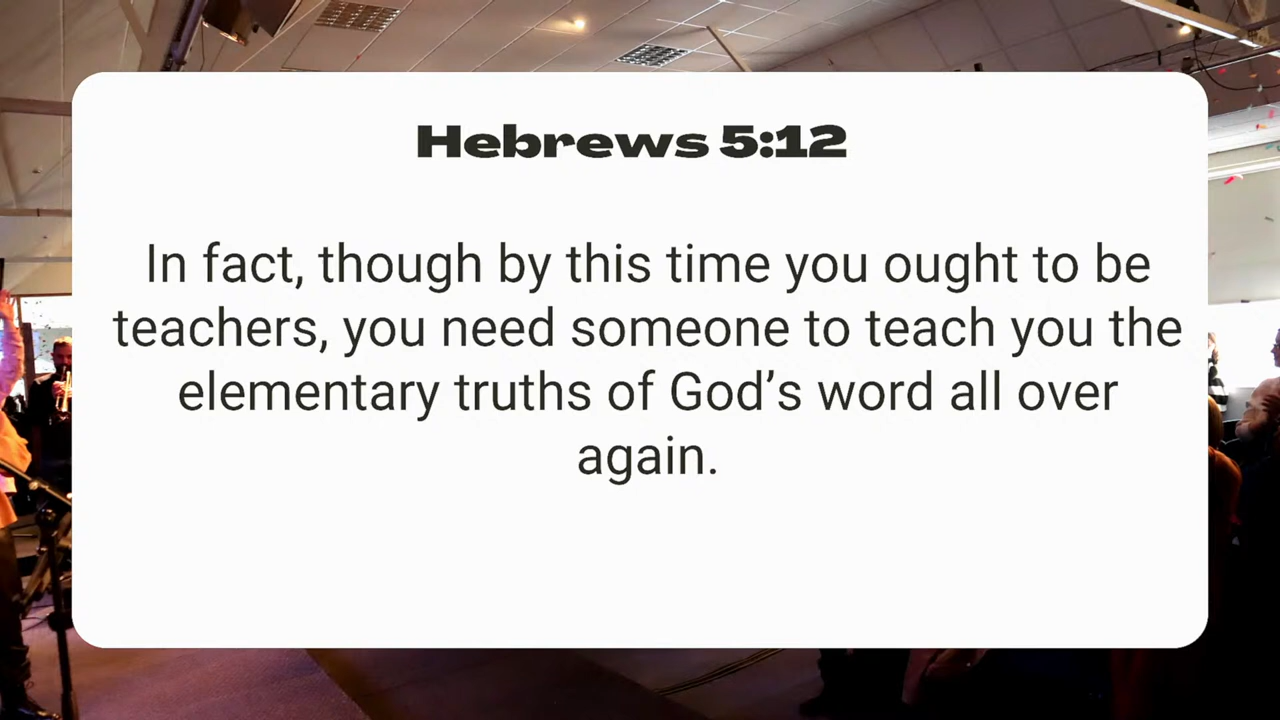 Hebrews 5:12
In fact, though by this time you ought to be
teachers, you need someone to teach you the
elementary truths of God’s word all over
again.